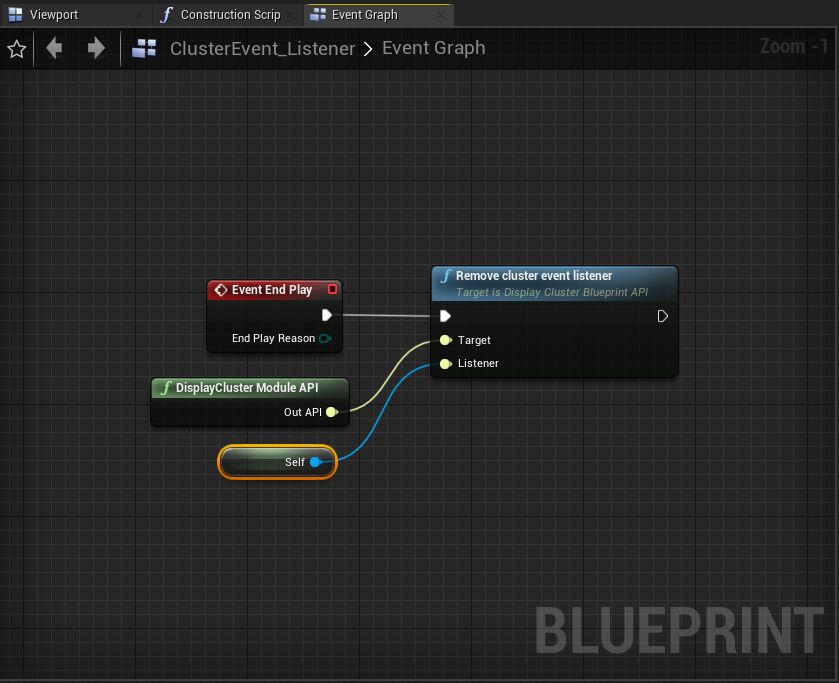 Viewport
Construction Scrip
Event Graph
ClusterEvent_Listener > Event Graph
Zoom -1
Event End Play
End Play Reason
Remove cluster event listener
Target is Display Cluster Blueprint API
Target
Listener
DisplayCluster Module API
Out API
Self
BLUEPRINT